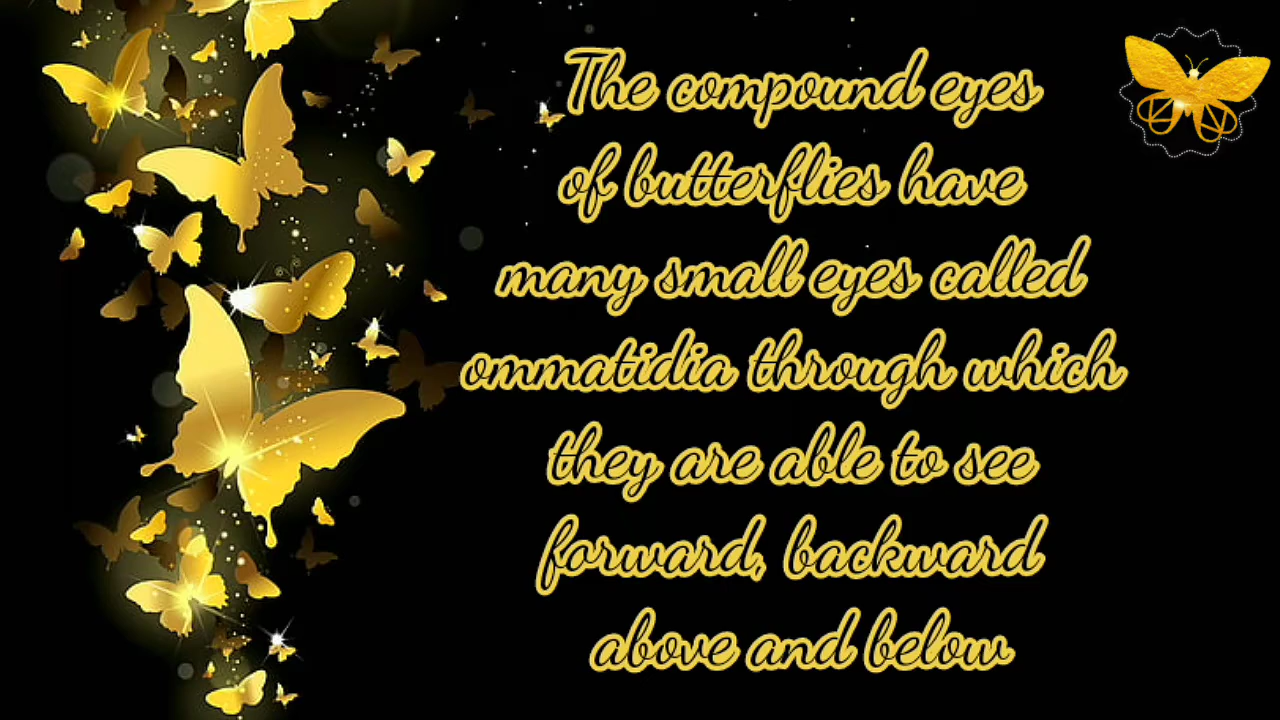 The compound eyes
of butterflies have
many small eyes called
ommatidia through which
they are able to see
forward, backward
above and below